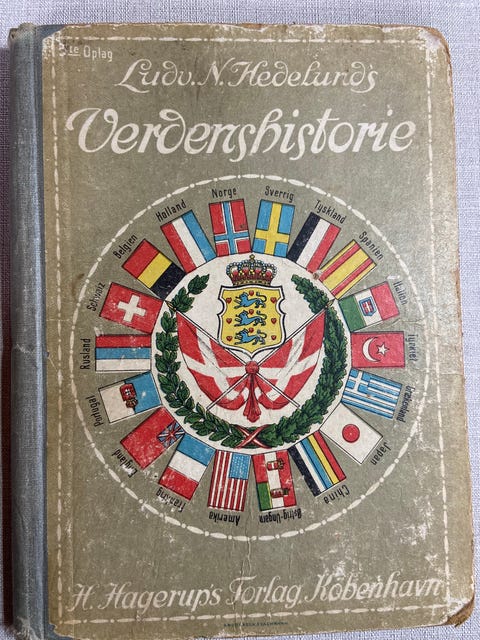 3te Oplag
Ludv. N. Hedelund's
Verdenshistorie
Norge
Sverrig
Tyskland
Spanien
Italien
Tyrkiet
Grækenland
Japan
China
Østrig-Ungarn
Amerika
Frankrig
England
Portugal
Rusland
Schweiz
Belgien
Holland
H. Hagerup's Forlag. København